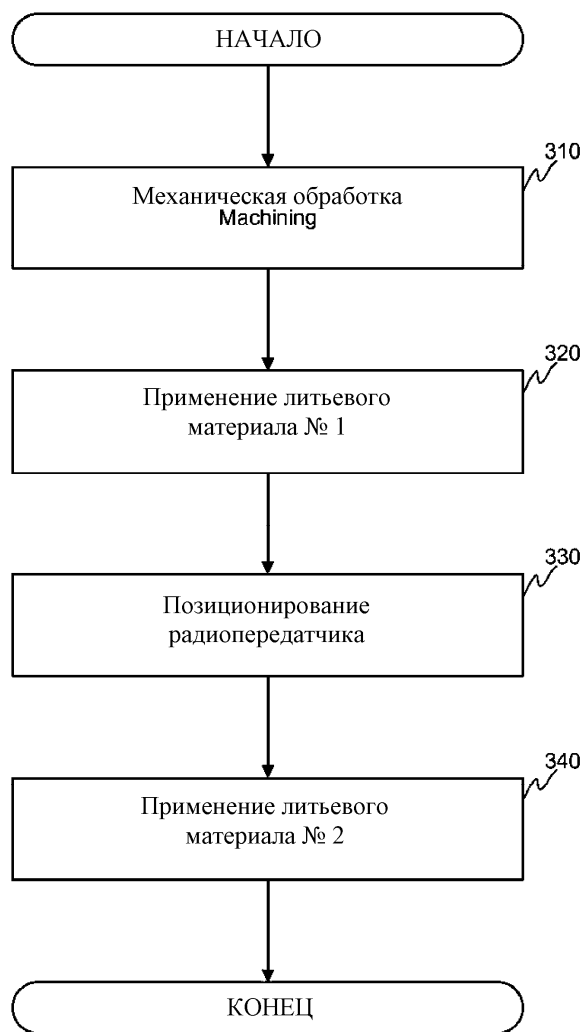 НАЧАЛО
310
Механическая обработка
Machining
320
Применение литьевого
материала № 1
330
Позиционирование
радиопередатчика
340
Применение литьевого
материала № 2
КОНЕЦ